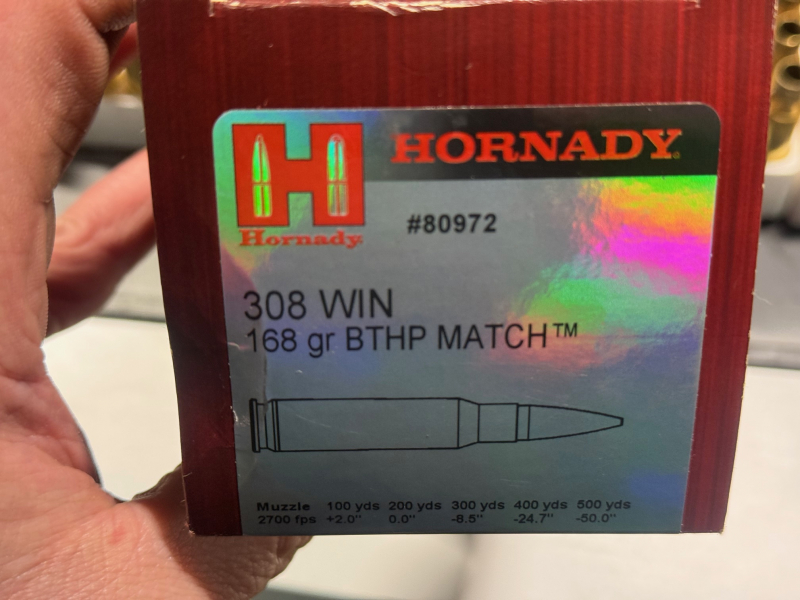 HORNADY
Hornady
#80972
308 WIN
168 gr BTHP MATCH™
Muzzle 100 yds 200 yds 300 yds 400 yds 500 yds
2700 fps +2.0" 0.0" -8.5" -24.7" -50.0"